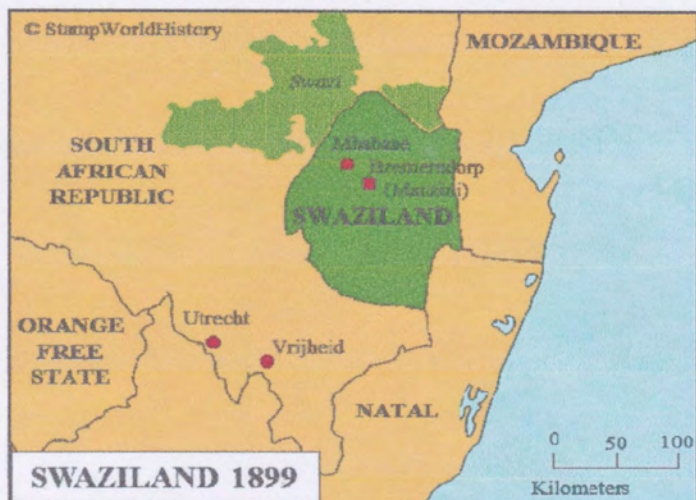 © StampWorldHistory
MOZAMBIQUE
Swazi
SOUTH
AFRICAN
REPUBLIC
Mbabane
Bremersdorp
(Manzini)
SWAZILAND
Utrecht
Vrijheid
ORANGE
FREE
STATE
NATAL
0 50 100
Kilometers
SWAZILAND 1899